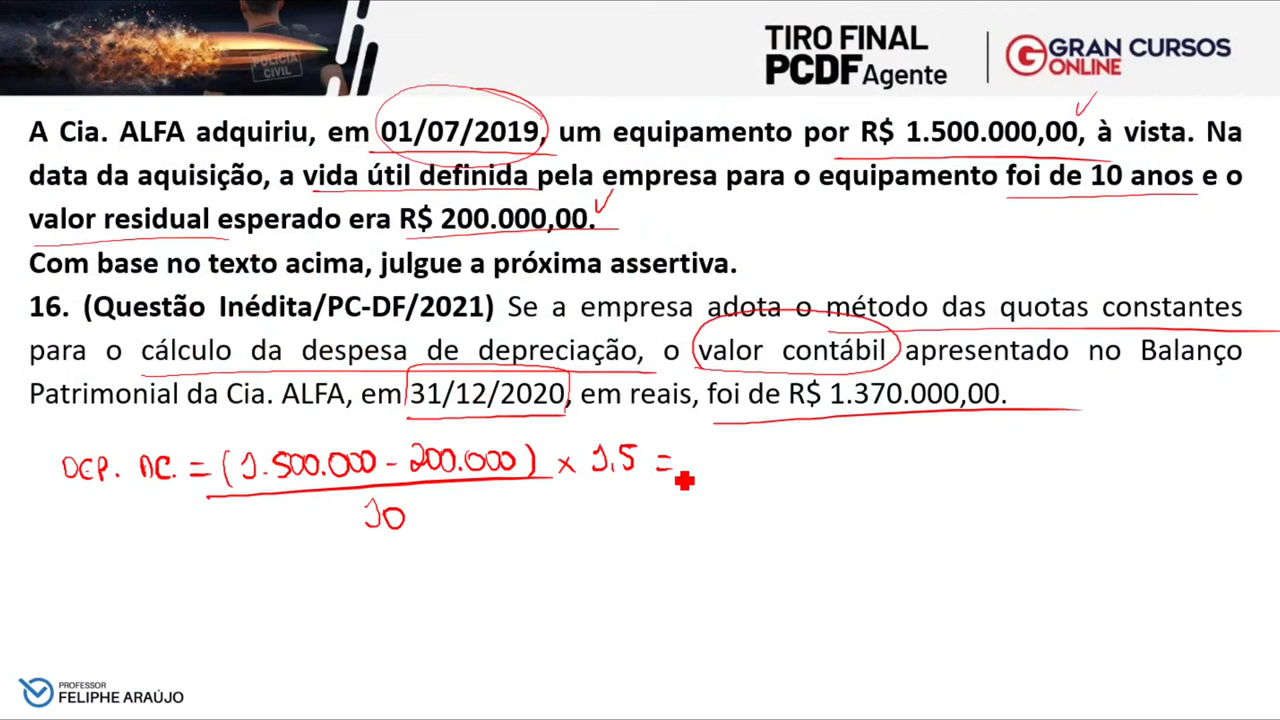 POLÍCIA
CIVIL
TIRO FINAL
PCDF Agente
GRAN CURSOS
ONLINE
A Cia. ALFA adquiriu, em 01/07/2019, um equipamento por R$ 1.500.000,00, à vista. Na
data da aquisição, a vida útil definida pela empresa para o equipamento foi de 10 anos e o
valor residual esperado era R$ 200.000,00.
Com base no texto acima, julgue a próxima assertiva.
16. (Questão Inédita/PC-DF/2021) Se a empresa adota o método das quotas constantes
para o cálculo da despesa de depreciação, o valor contábil apresentado no Balanço
Patrimonial da Cia. ALFA, em 31/12/2020, em reais, foi de R$ 1.370.000,00.
DEP. AC. = (1.500.000 - 200.000) × 1,5 =
10
PROFESSOR
FELIPHE ARAÚJO